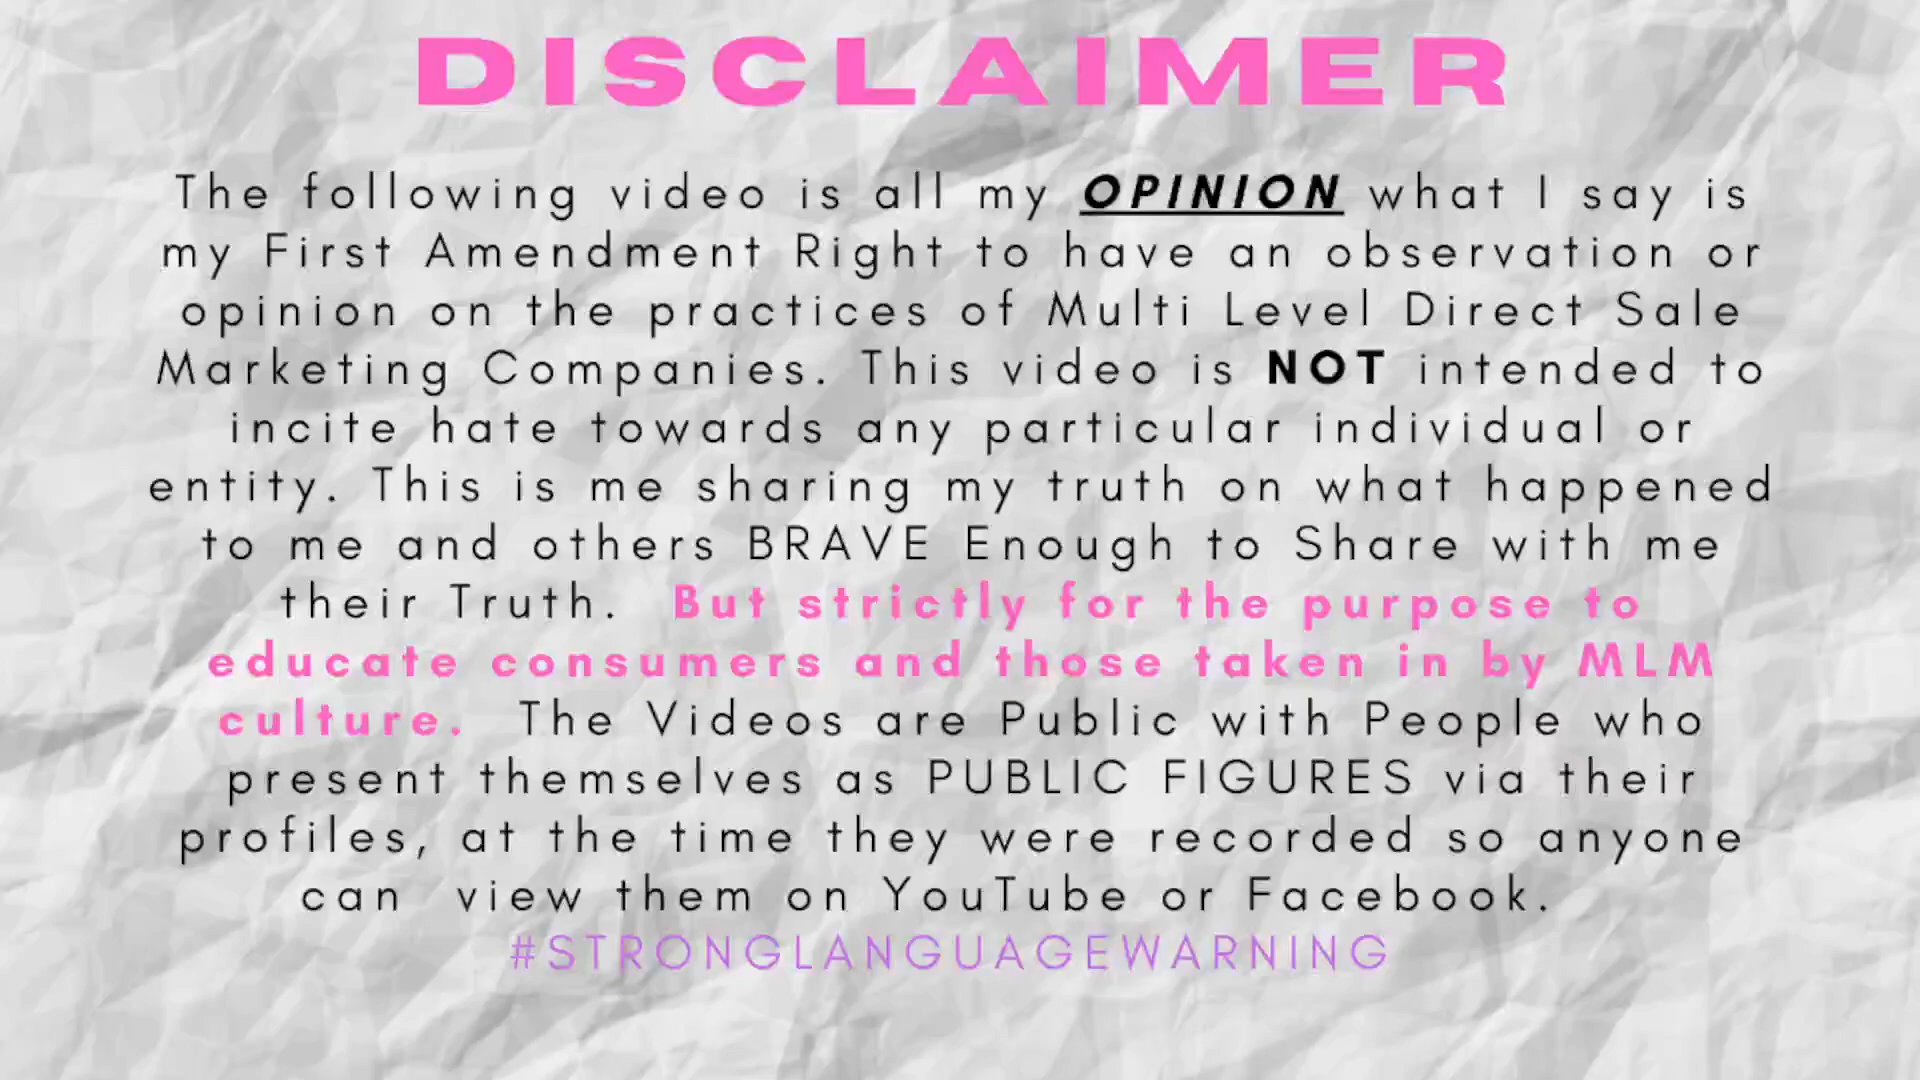 DISCLAIMER
The following video is all my OPINION what I say is
my First Amendment Right to have an observation or
opinion on the practices of Multi Level Direct Sale
Marketing Companies. This video is NOT intended to
incite hate towards any particular individual or
entity. This is me sharing my truth on what happened
to me and others BRAVE Enough to Share with me
their Truth. But strictly for the purpose to
educate consumers and those taken in by MLM
culture. The Videos are Public with People who
present themselves as PUBLIC FIGURES via their
profiles, at the time they were recorded so anyone
can view them on YouTube or Facebook.
#STRONGLANGUAGEWARNING